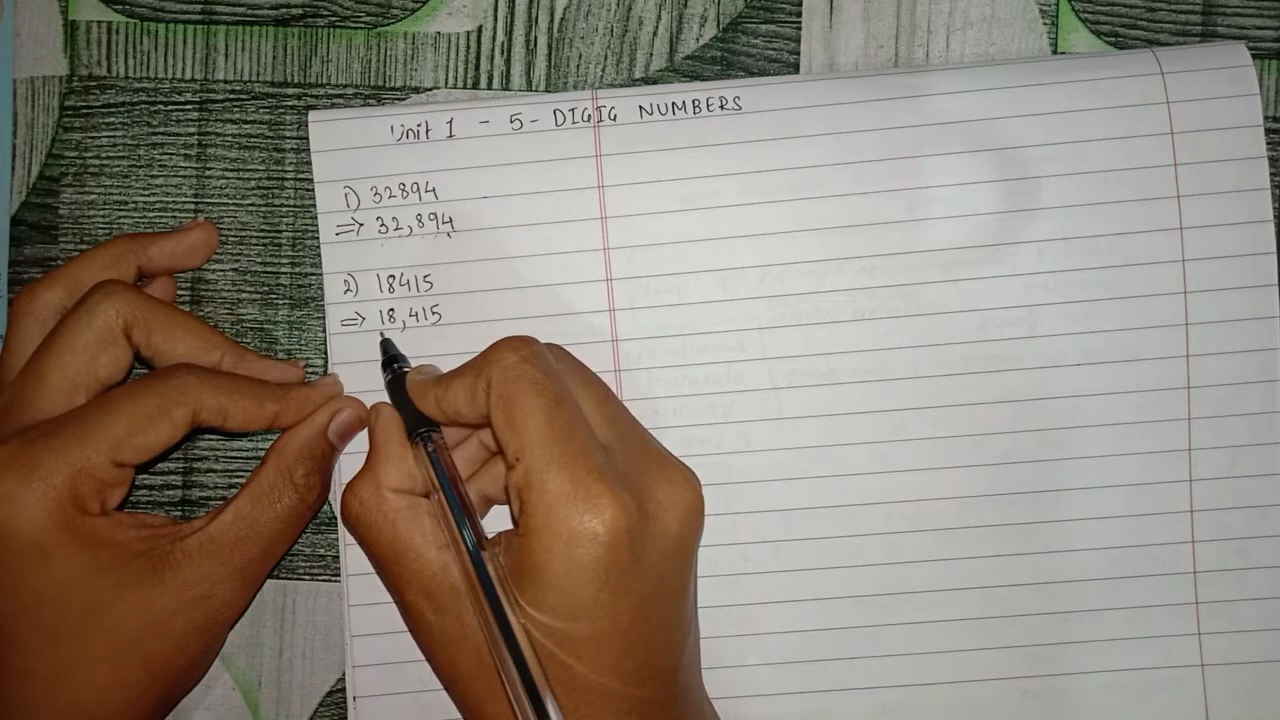 Unit 1 - 5 - DIGIG NUMBERS
1) 32894
⇒ 32,894
2) 18415
⇒ 18,415